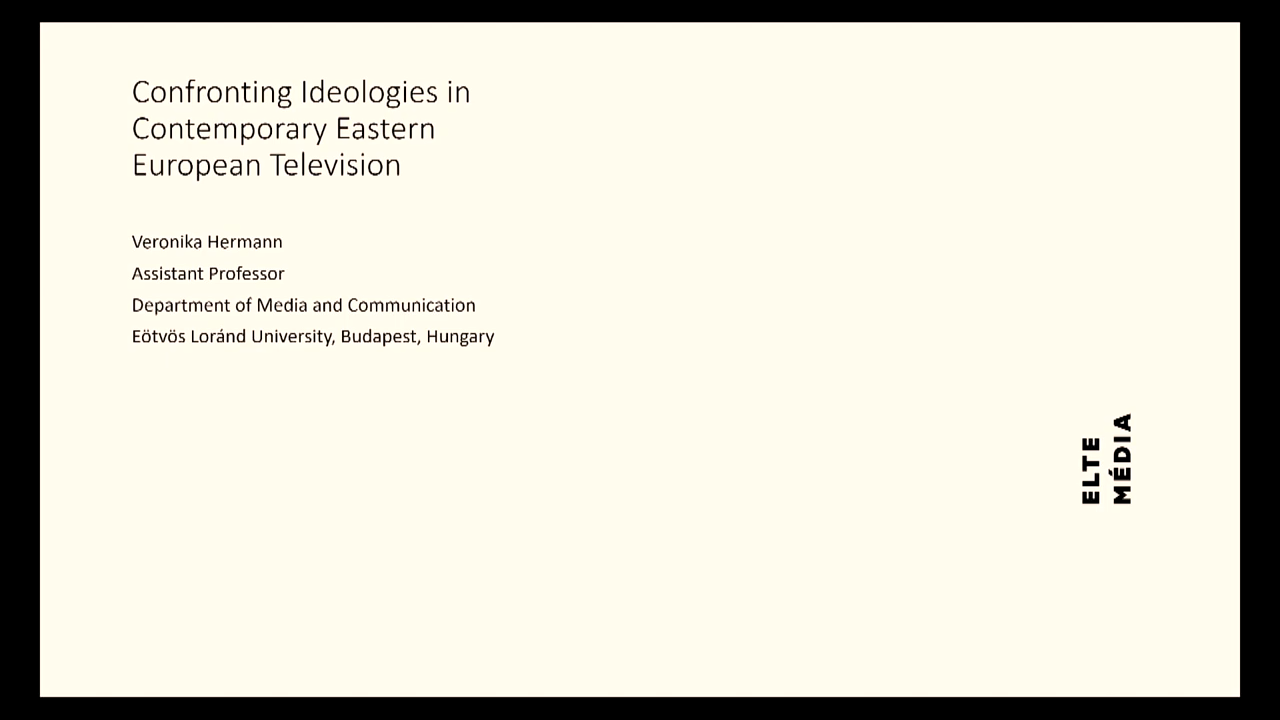 Confronting Ideologies in
Contemporary Eastern
European Television
Veronika Hermann
Assistant Professor
Department of Media and Communication
Eötvös Loránd University, Budapest, Hungary
ELTE
MÉDIA